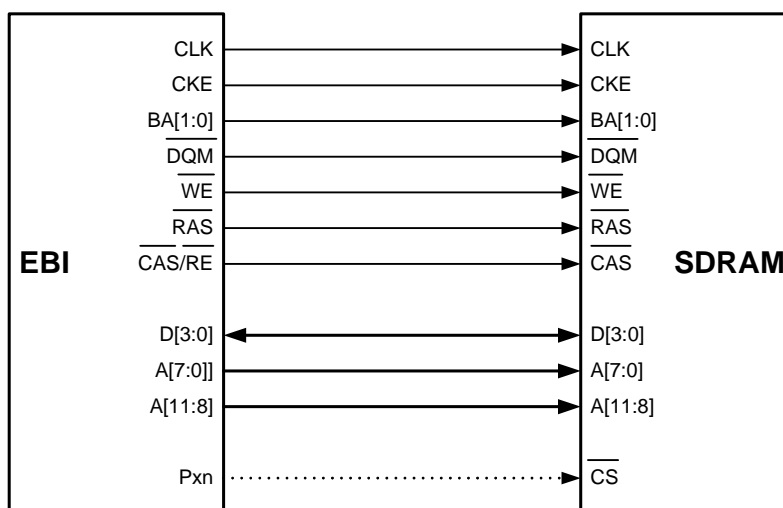 CLK CLK
CKE CKE
BA[1:0] BA[1:0]
DQM DQM
WE WE
RAS RAS
EBI CAS/RE CAS SDRAM
D[3:0] D[3:0]
A[7:0]] A[7:0]
A[11:8] A[11:8]
Pxn CS